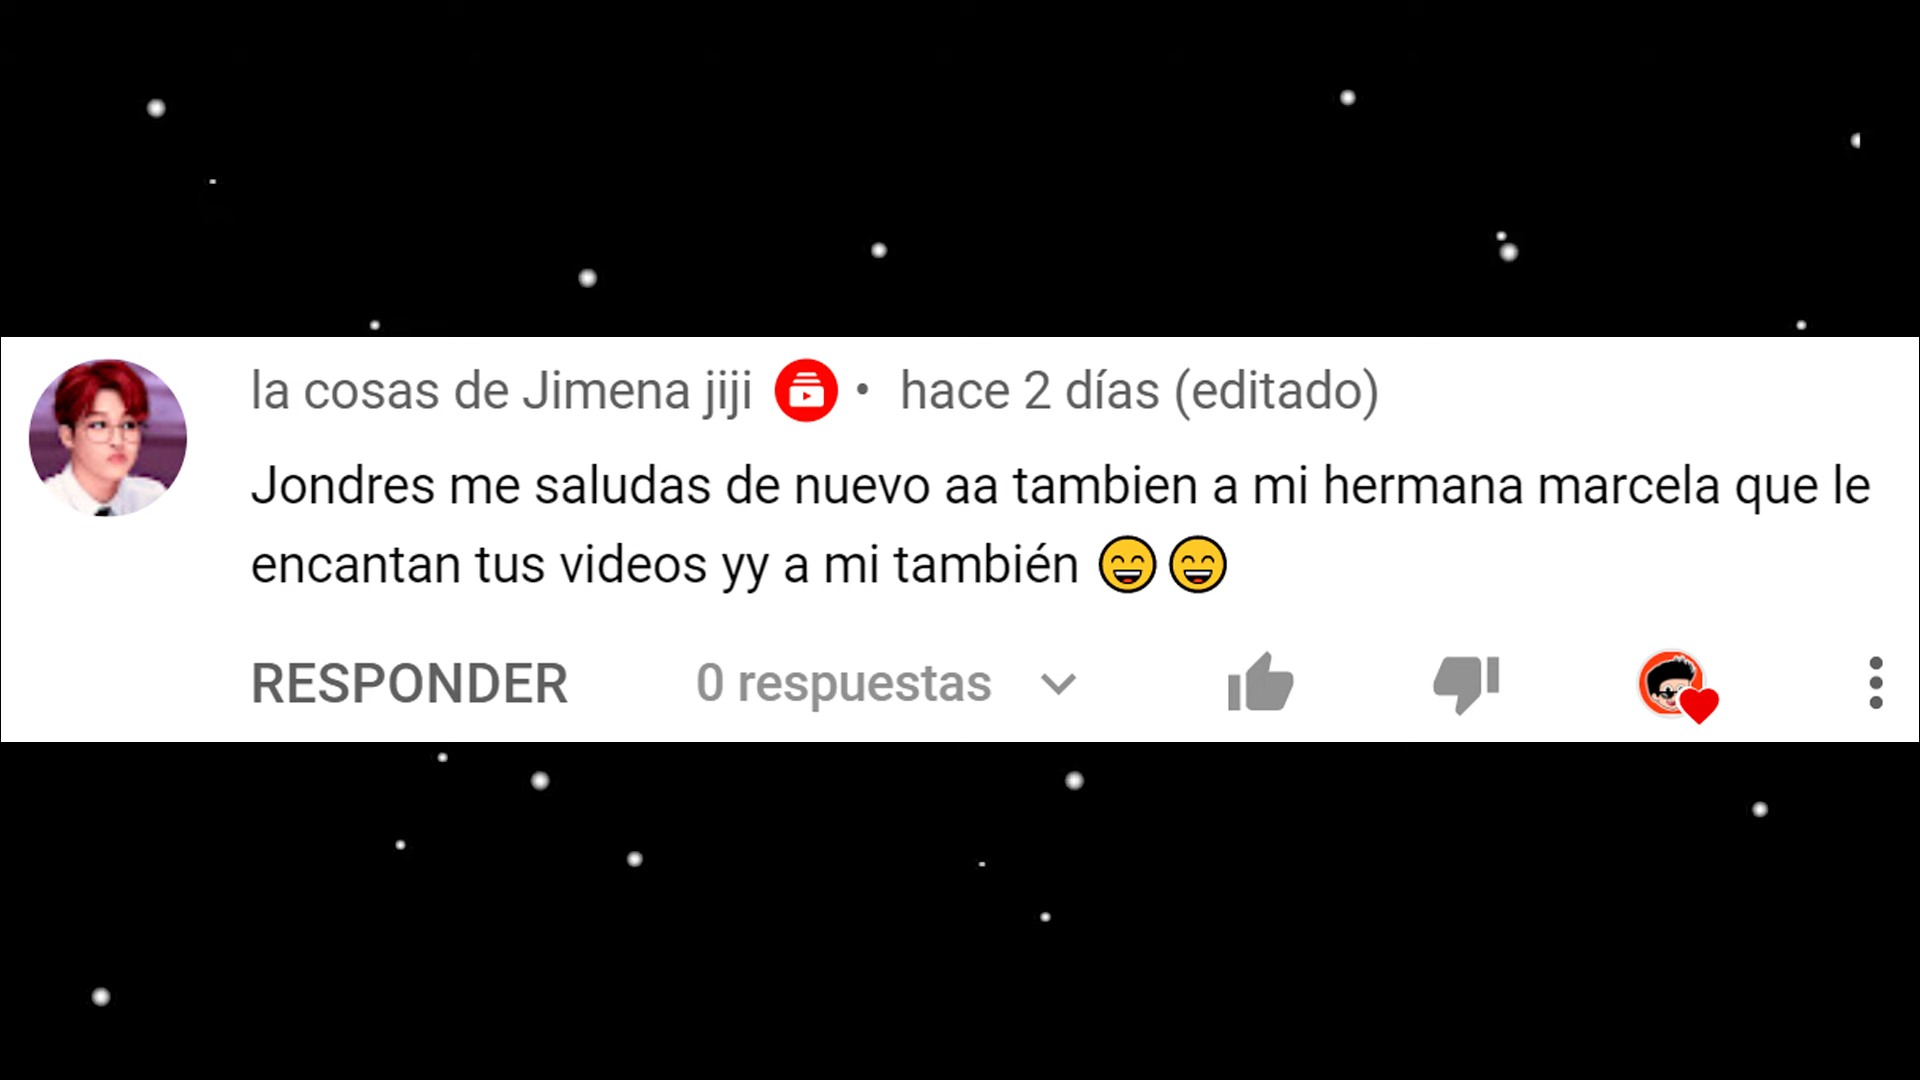 la cosas de Jimena jiji • hace 2 días (editado)
Jondres me saludas de nuevo aa tambien a mi hermana marcela que le
encantan tus videos yy a mi también 😄😄
RESPONDER 0 respuestas